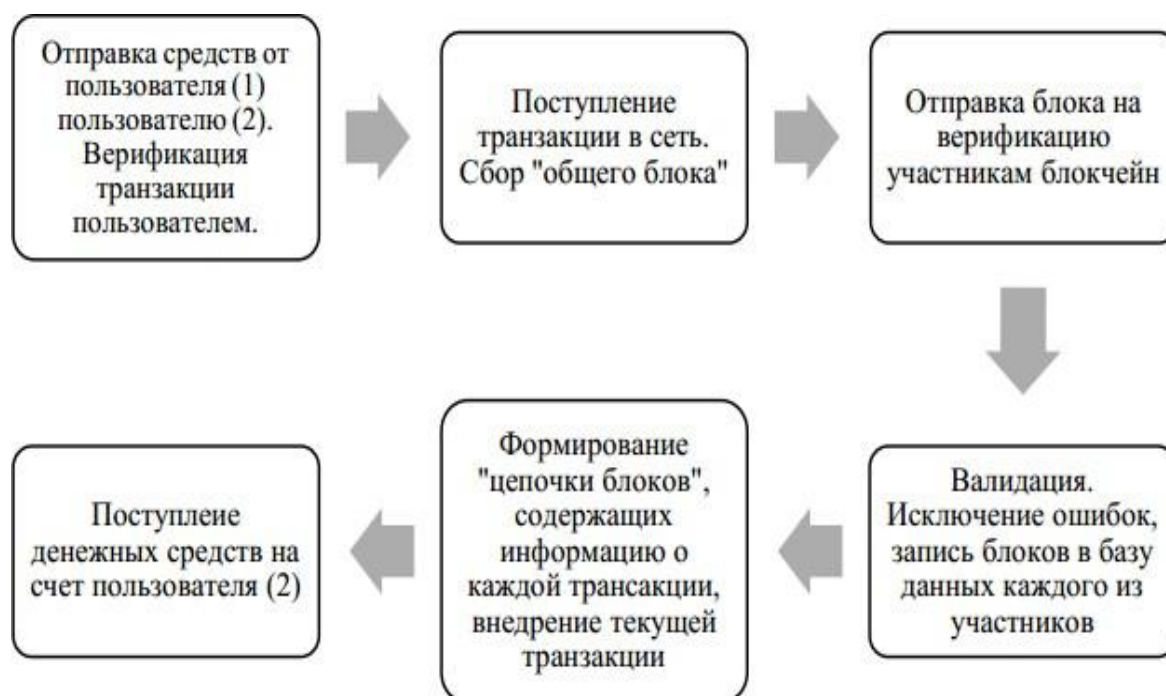 Отправка средств от
пользователя (1)
пользователю (2).
Верификация
транзакции
пользователем.
Поступление
транзакции в сеть.
Сбор "общего блока"
Отправка блока на
верификацию
участникам блокчейн
Валидация.
Исключение ошибок,
запись блоков в базу
данных каждого из
участников
Формирование
"цепочки блоков",
содержащих
информацию о
каждой трансакции,
внедрение текущей
транзакции
Поступлеие
денежных средств на
счет пользователя (2)